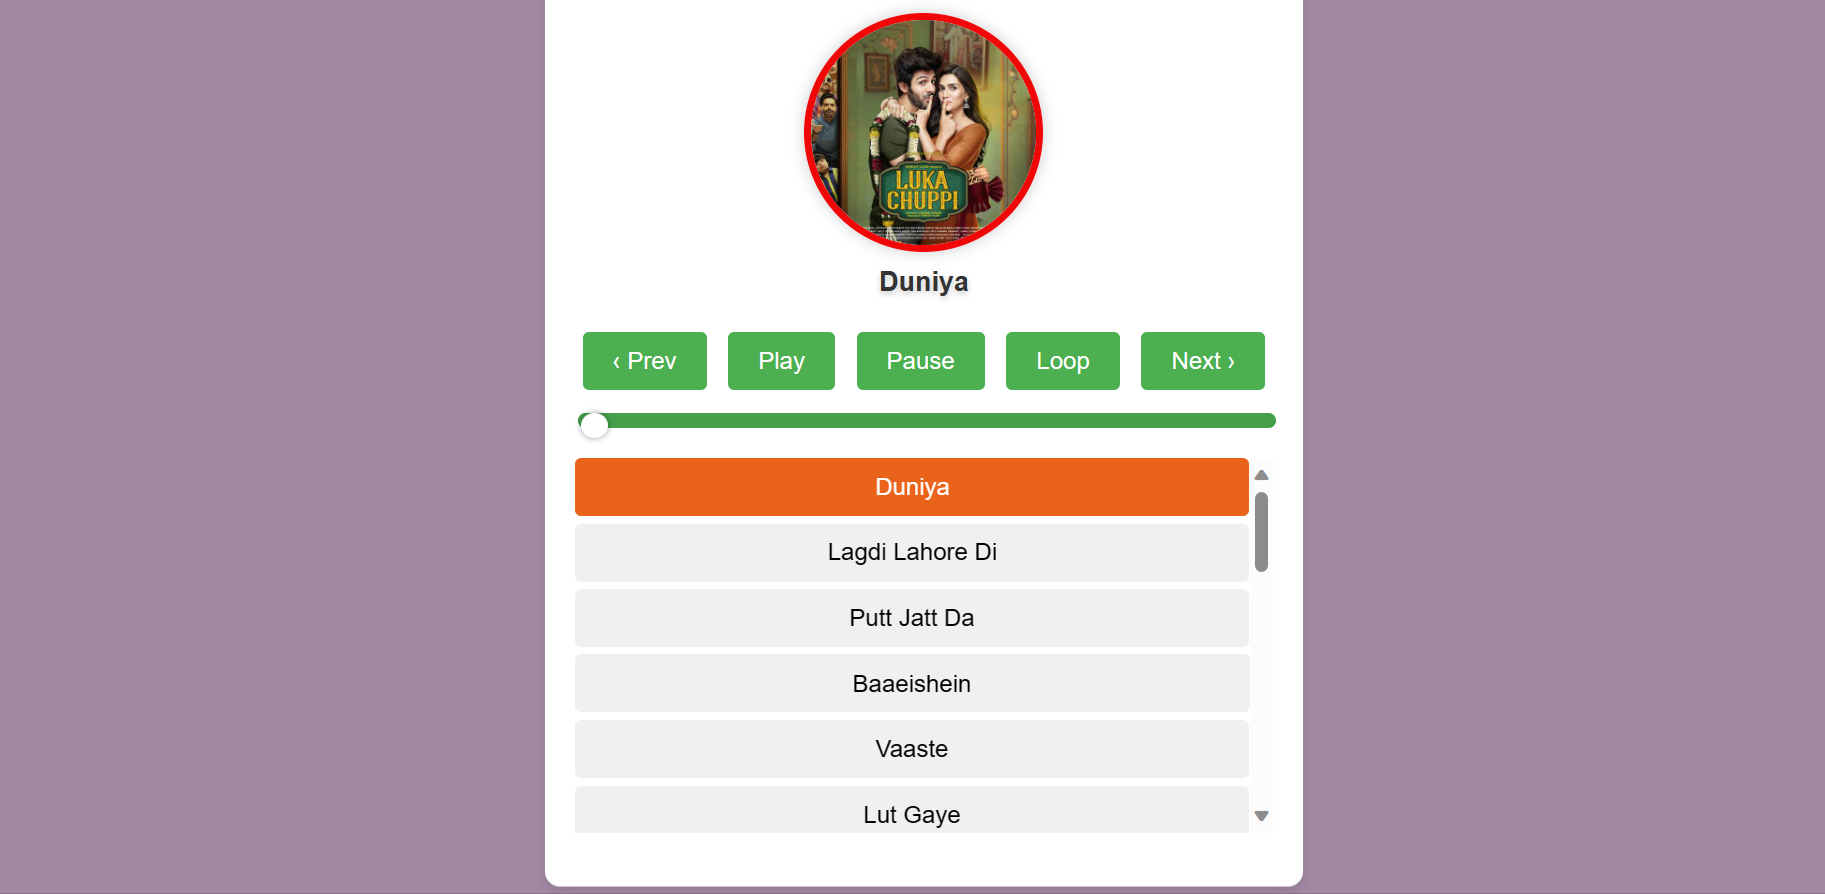 LUKA
CHUPPI
Duniya
‹ Prev
Play
Pause
Loop
Next ›
Duniya
Lagdi Lahore Di
Putt Jatt Da
Baaeishein
Vaaste
Lut Gaye